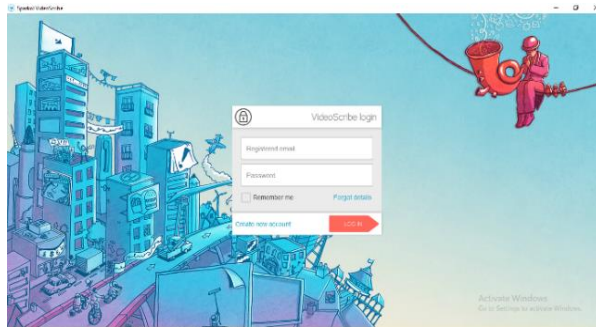 Sparkol VideoScribe
VideoScribe login
Registered email
Password
Remember me
Forgot details
Create new account
LOG IN
Activate Windows
Go to Settings to activate Windows.